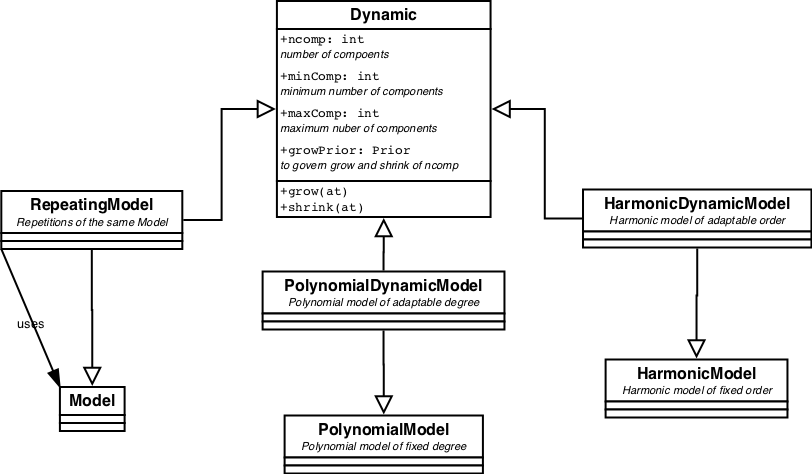 Dynamic
+ncomp: int
number of compoents
+minComp: int
minimum number of components
+maxComp: int
maximum nuber of components
+growPrior: Prior
to govern grow and shrink of ncomp
+grow(at)
+shrink(at)
RepeatingModel
Repetitions of the same Model
HarmonicDynamicModel
Harmonic model of adaptable order
PolynomialDynamicModel
Polynomial model of adaptable degree
uses
Model
HarmonicModel
Harmonic model of fixed order
PolynomialModel
Polynomial model of fixed degree